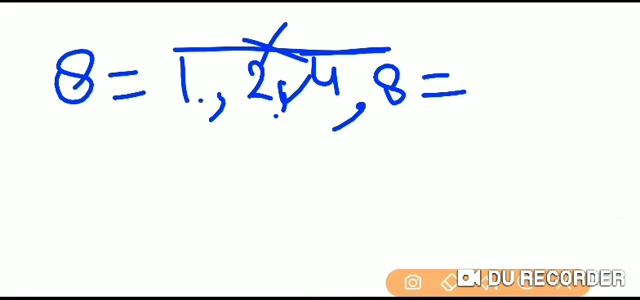 8 = 1, 2, 4, 8 =
DU RECORDER